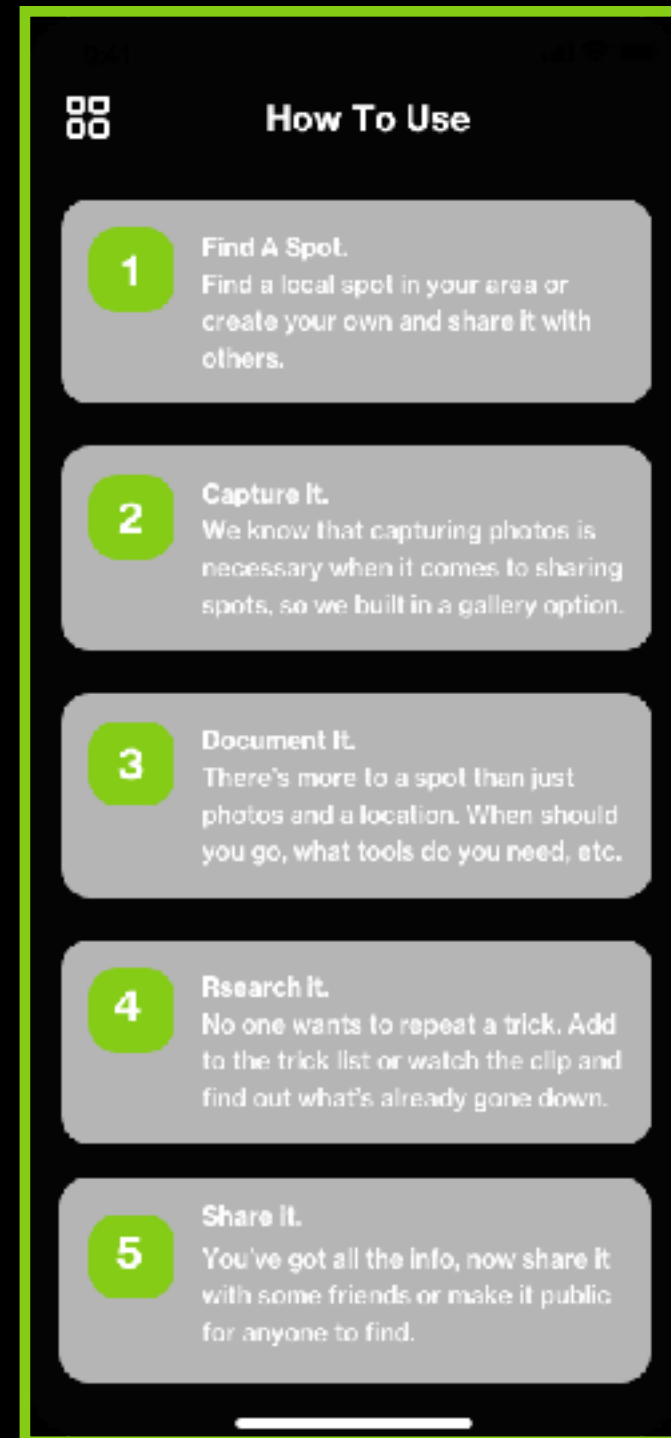 9:41
How To Use
1
Find A Spot.
Find a local spot in your area or
create your own and share it with
others.
2
Capture It.
We know that capturing photos is
necessary when it comes to sharing
spots, so we built in a gallery option.
3
Document It.
There's more to a spot than just
photos and a location. When should
you go, what tools do you need, etc.
4
Rsearch it.
No one wants to repeat a trick. Add
to the trick list or watch the clip and
find out what's already gone down.
5
Share it.
You've got all the info, now share it
with some friends or make it public
for anyone to find.